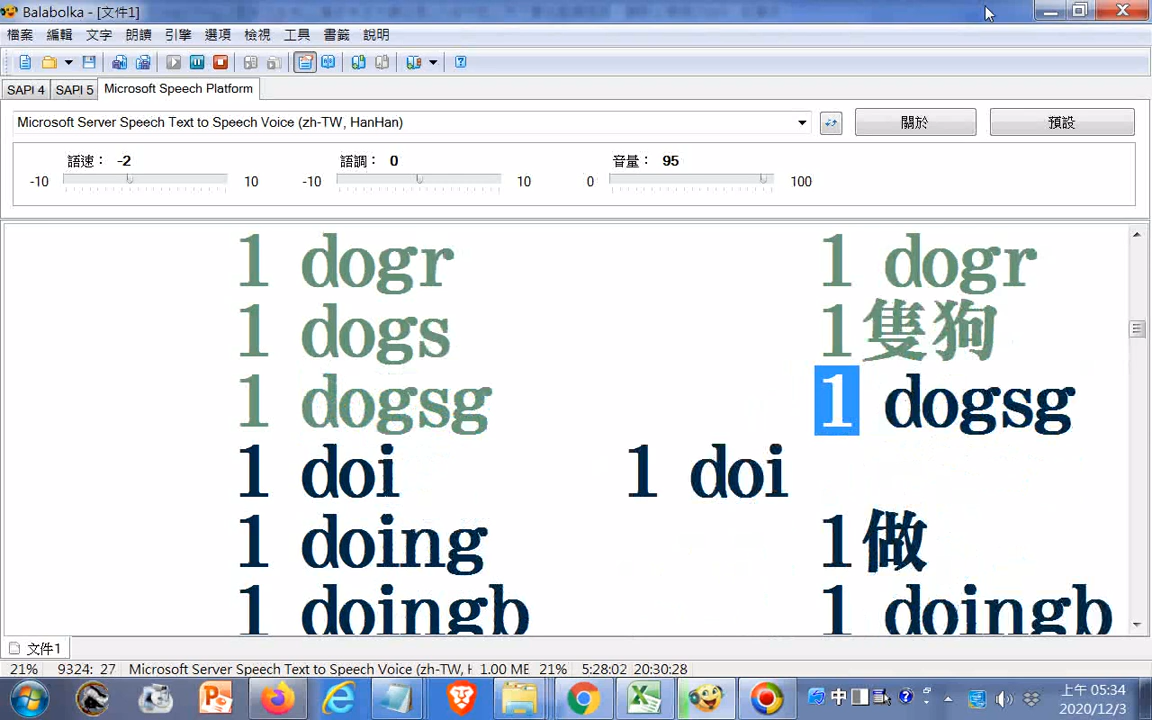 Balabolka - [文件1]
檔案 編輯 文字 朗讀 引擎 選項 檢視 工具 書籤 說明
SAPI 4 SAPI 5 Microsoft Speech Platform
Microsoft Server Speech Text to Speech Voice (zh-TW, HanHan) 關於 預設
語速： -2 語調： 0 音量： 95
-10 10 -10 10 0 100
1 dogr 1 dogr
1 dogs 1隻狗
1 dogsg 1 dogsg
1 doi 1 doi
1 doing 1做
1 doingb 1 doingb
文件1
21% 9324: 27 Microsoft Server Speech Text to Speech Voice (zh-TW, 1.00 ME 21% 5:28:02 20:30:28
中 上午 05:34
2020/12/3